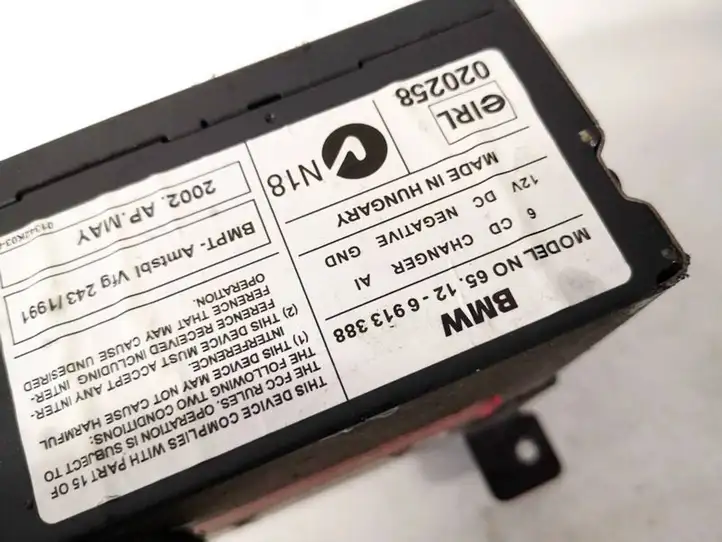 BMW
MODEL NO 65.12 - 6 913 388
6 CD CHANGER AI
12V DC NEGATIVE GND
MADE IN HUNGARY
N18
eIRL
020258
THIS DEVICE COMPLIES WITH PART 15 OF
THE FCC RULES. OPERATION IS SUBJECT TO
THE FOLLOWING TWO CONDITIONS:
(1) THIS DEVICE MAY NOT CAUSE HARMFUL
INTERFERENCE.
(2) THIS DEVICE MUST ACCEPT ANY INTER-
FERENCE RECEIVED INCLUDING INTER-
FERENCE THAT MAY CAUSE UNDESIRED
OPERATION.
BMPT- Amtsbl Vfg 243/1991
2002. AP.MAY